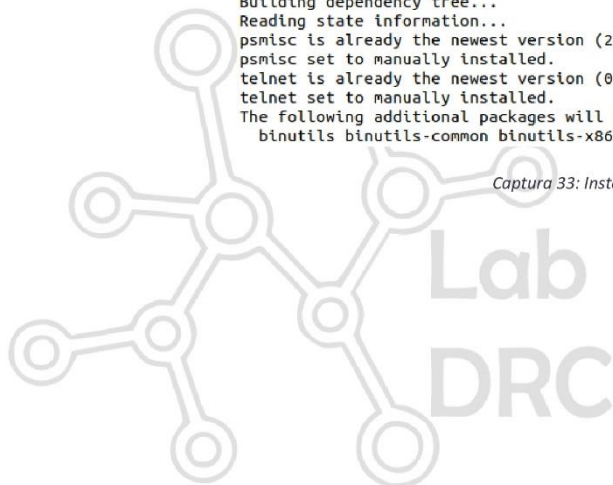 Building dependency tree...
Reading state information...
psmisc is already the newest version (2
psmisc set to manually installed.
telnet is already the newest version (0
telnet set to manually installed.
The following additional packages will
binutils binutils-common binutils-x86
Captura 33: Inst
Lab
DRC